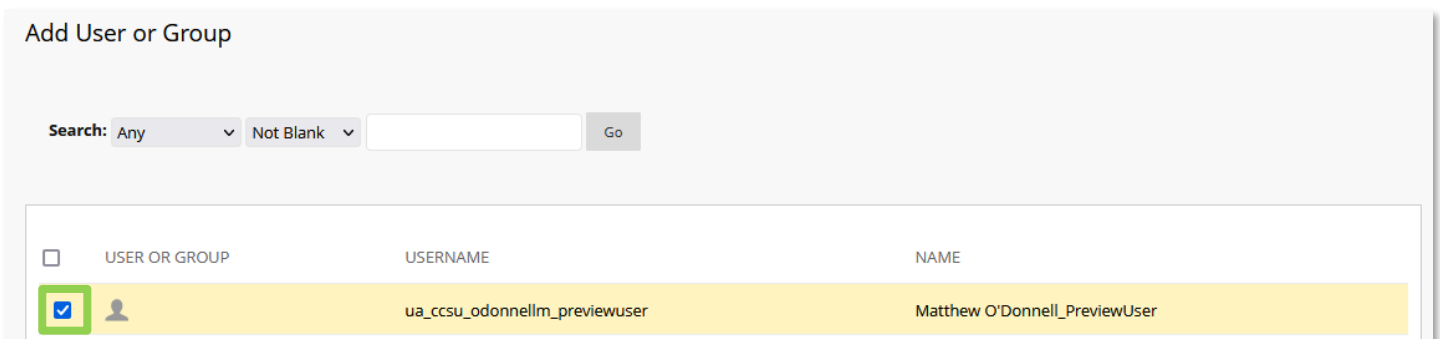 Add User or Group
Search: Any Not Blank Go
USER OR GROUP USERNAME NAME
ua_ccsu_odonnellm_previewuser Matthew O'Donnell_PreviewUser